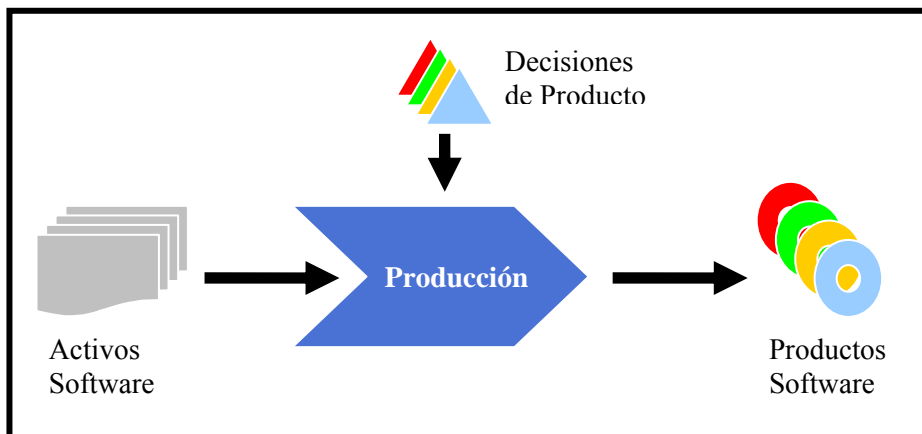 Decisiones
de Producto
Producción
Activos
Software
Productos
Software